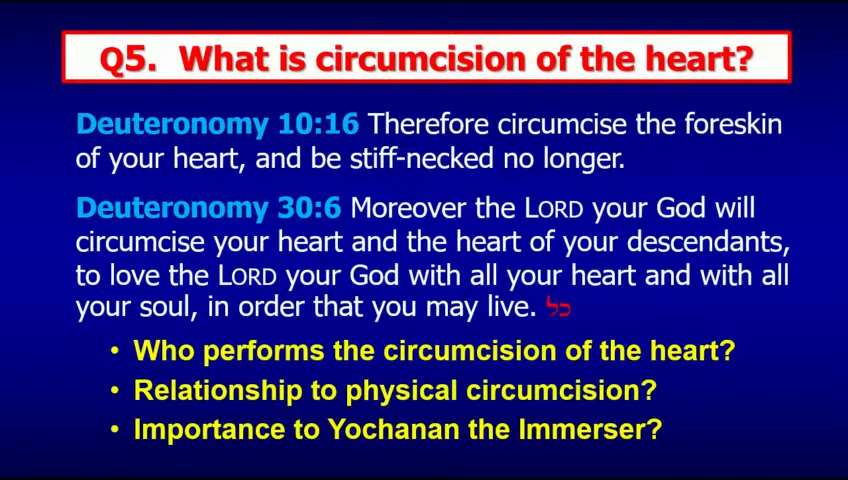 Q5. What is circumcision of the heart?
Deuteronomy 10:16 Therefore circumcise the foreskin
of your heart, and be stiff-necked no longer.
Deuteronomy 30:6 Moreover the LORD your God will
circumcise your heart and the heart of your descendants,
to love the LORD your God with all your heart and with all
your soul, in order that you may live. כל
• Who performs the circumcision of the heart?
• Relationship to physical circumcision?
• Importance to Yochanan the Immerser?